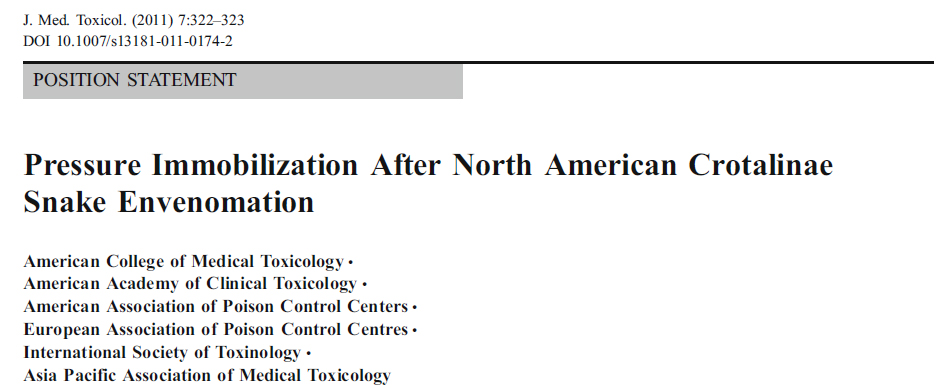 J. Med. Toxicol. (2011) 7:322–323
DOI 10.1007/s13181-011-0174-2
POSITION STATEMENT
Pressure Immobilization After North American Crotalinae
Snake Envenomation
American College of Medical Toxicology •
American Academy of Clinical Toxicology •
American Association of Poison Control Centers •
European Association of Poison Control Centres •
International Society of Toxinology •
Asia Pacific Association of Medical Toxicology